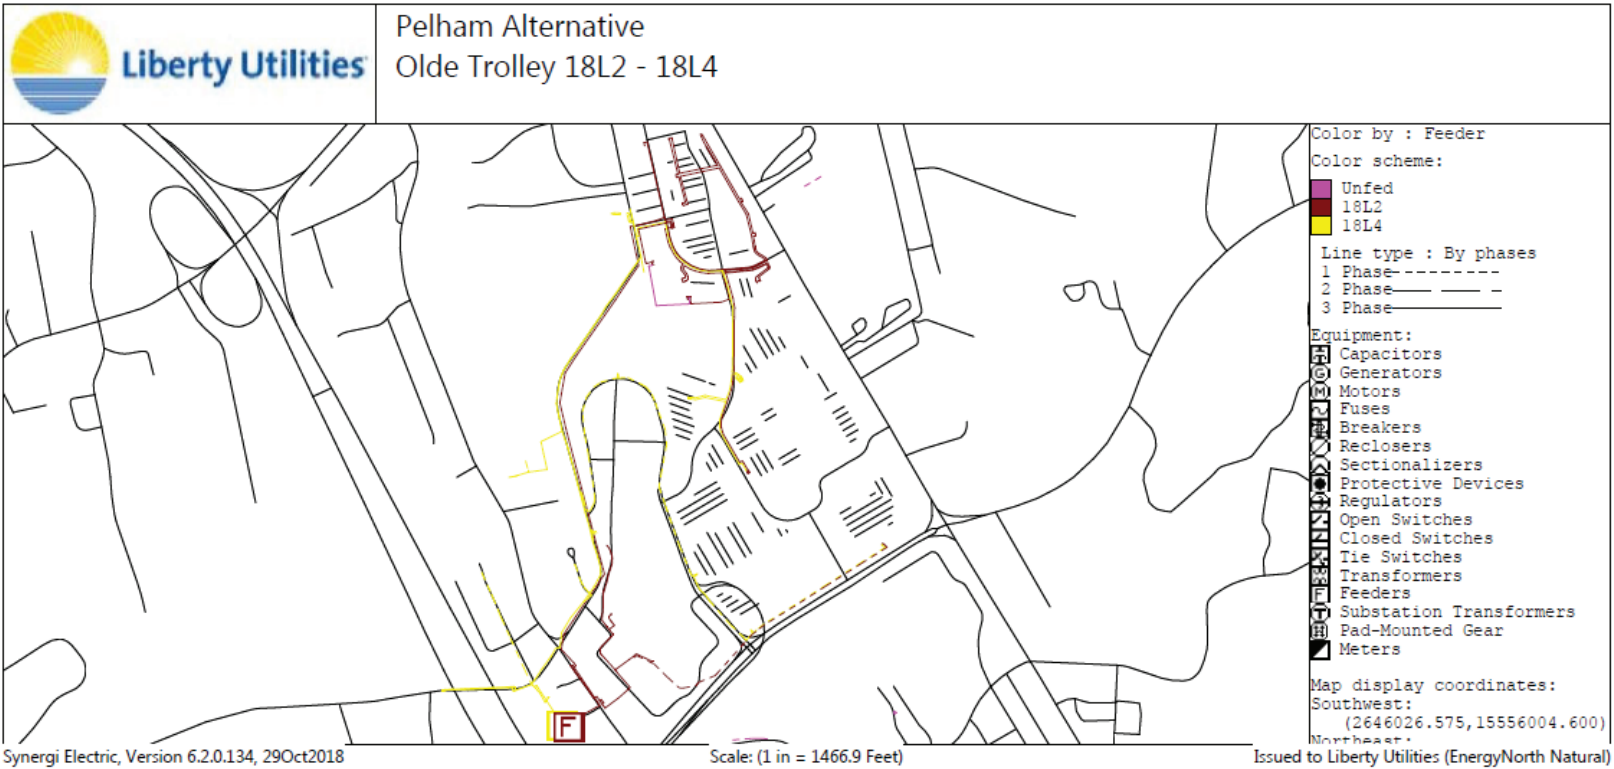 Liberty Utilities
Pelham Alternative
Olde Trolley 18L2 - 18L4
Color by : Feeder
Color scheme:
Unfed
18L2
18L4
Line type : By phases
1 Phase
2 Phase
3 Phase
Equipment:
Capacitors
G Generators
M Motors
Fuses
Breakers
Reclosers
Sectionalizers
Protective Devices
Regulators
Open Switches
Closed Switches
Tie Switches
Transformers
F Feeders
T Substation Transformers
Pad-Mounted Gear
Meters
Map display coordinates:
Southwest:
(2646026.575,15556004.600)
Northeast:
F
Synergi Electric, Version 6.2.0.134, 29Oct2018
Scale: (1 in = 1466.9 Feet)
Issued to Liberty Utilities (EnergyNorth Natural)